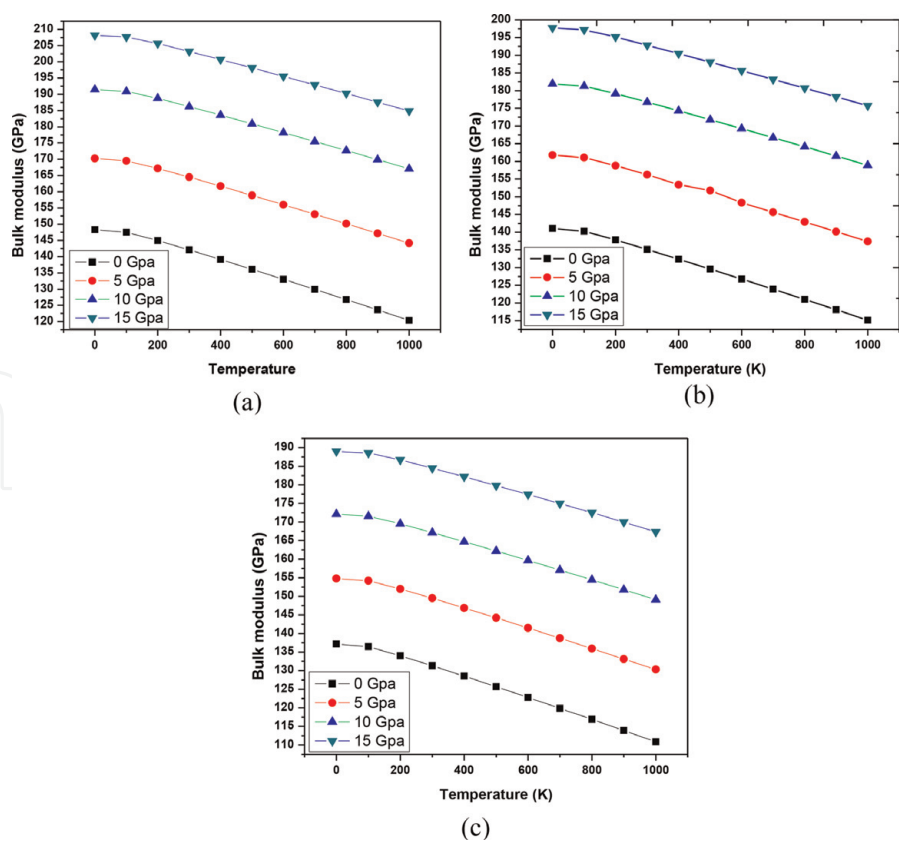 Bulk modulus (GPa)
210
205
200
195
190
185
180
175
170
165
160
155
150
145
140
135
130
125
120
0 Gpa
5 Gpa
10 Gpa
15 Gpa
0 200 400 600 800 1000
Temperature
(a)
Bulk modulus (GPa)
200
195
190
185
180
175
170
165
160
155
150
145
140
135
130
125
120
115
0 Gpa
5 Gpa
10 Gpa
15 Gpa
0 200 400 600 800 1000
Temperature (K)
(b)
Bulk modulus (GPa)
190
185
180
175
170
165
160
155
150
145
140
135
130
125
120
115
110
0 Gpa
5 Gpa
10 Gpa
15 Gpa
0 200 400 600 800 1000
Temperature (K)
(c)